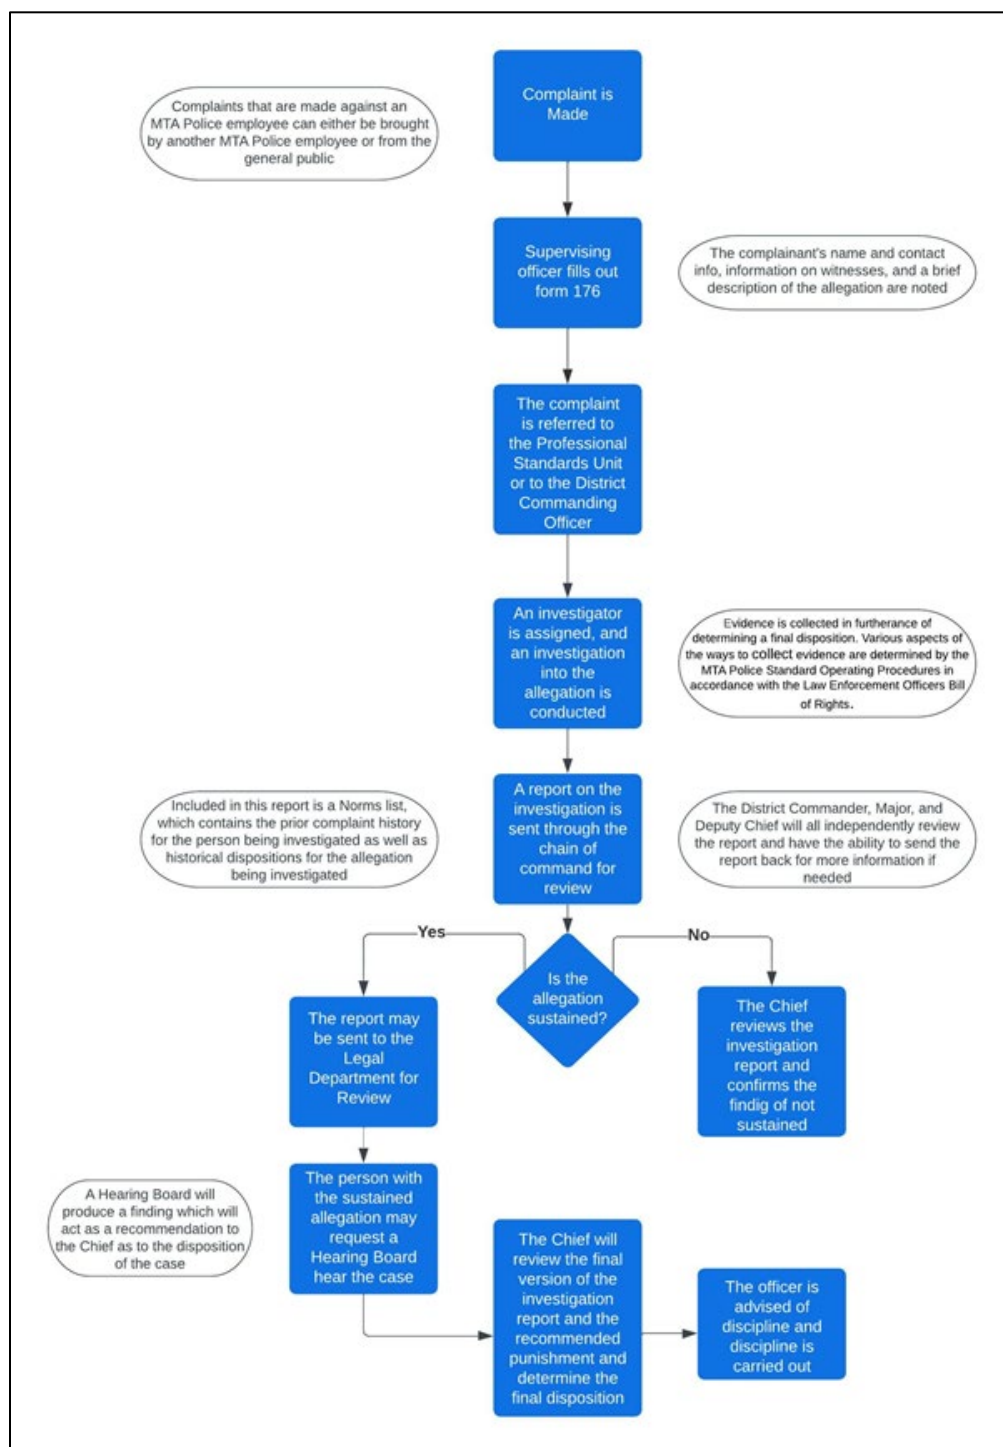 Complaint is
Made
Complaints that are made against an
MTA Police employee can either be brought
by another MTA Police employee or from the
general public
Supervising
officer fills out
form 176
The complainant's name and contact
info, information on witnesses, and a brief
description of the allegation are noted
The complaint
is referred to
the Professional
Standards Unit
or to the District
Commanding
Officer
An investigator
is assigned, and
an investigation
into the
allegation is
conducted
Evidence is collected in furtherance of
determining a final disposition. Various aspects of
the ways to collect evidence are determined by the
MTA Police Standard Operating Procedures in
accordance with the Law Enforcement Officers Bill
of Rights.
A report on the
investigation is
sent through the
chain of
command for
review
Included in this report is a Norms list,
which contains the prior complaint history
for the person being investigated as well as
historical dispositions for the allegation
being investigated
The District Commander, Major, and
Deputy Chief will all independently review
the report and have the ability to send the
report back for more information if
needed
Yes
No
Is the
allegation
sustained?
The report may
be sent to the
Legal
Department for
Review
The Chief
reviews the
investigation
report and
confirms the
findig of not
sustained
The person with
the sustained
allegation may
request a
Hearing Board
hear the case
A Hearing Board will
produce a finding which will
act as a recommendation to
the Chief as to the disposition
of the case
The Chief will
review the final
version of the
investigation
report and the
recommended
punishment and
determine the
final disposition
The officer is
advised of
discipline and
discipline is
carried out